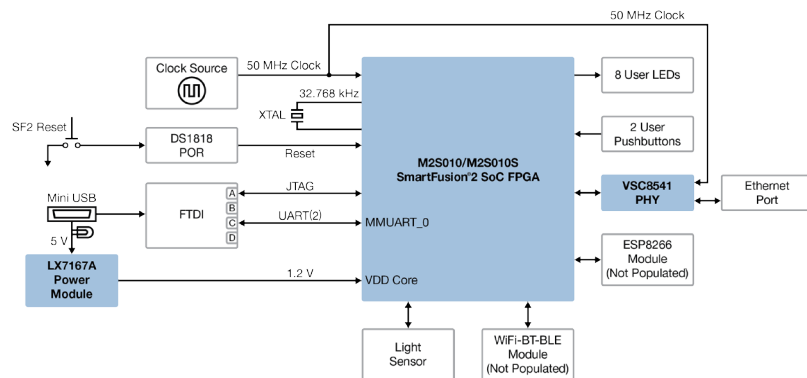 50 MHz Clock
Clock Source
50 MHz Clock
8 User LEDs
32.768 kHz
XTAL
SF2 Reset
DS1818
POR
Reset
2 User
Pushbuttons
M2S010/M2S010S
SmartFusion®2 SoC FPGA
Mini USB
FTDI
A
B
C
D
JTAG
UART(2)
MMUART_0
VSC8541
PHY
Ethernet
Port
5 V
LX7167A
Power
Module
1.2 V
VDD Core
ESP8266
Module
(Not Populated)
Light
Sensor
WiFi-BT-BLE
Module
(Not Populated)